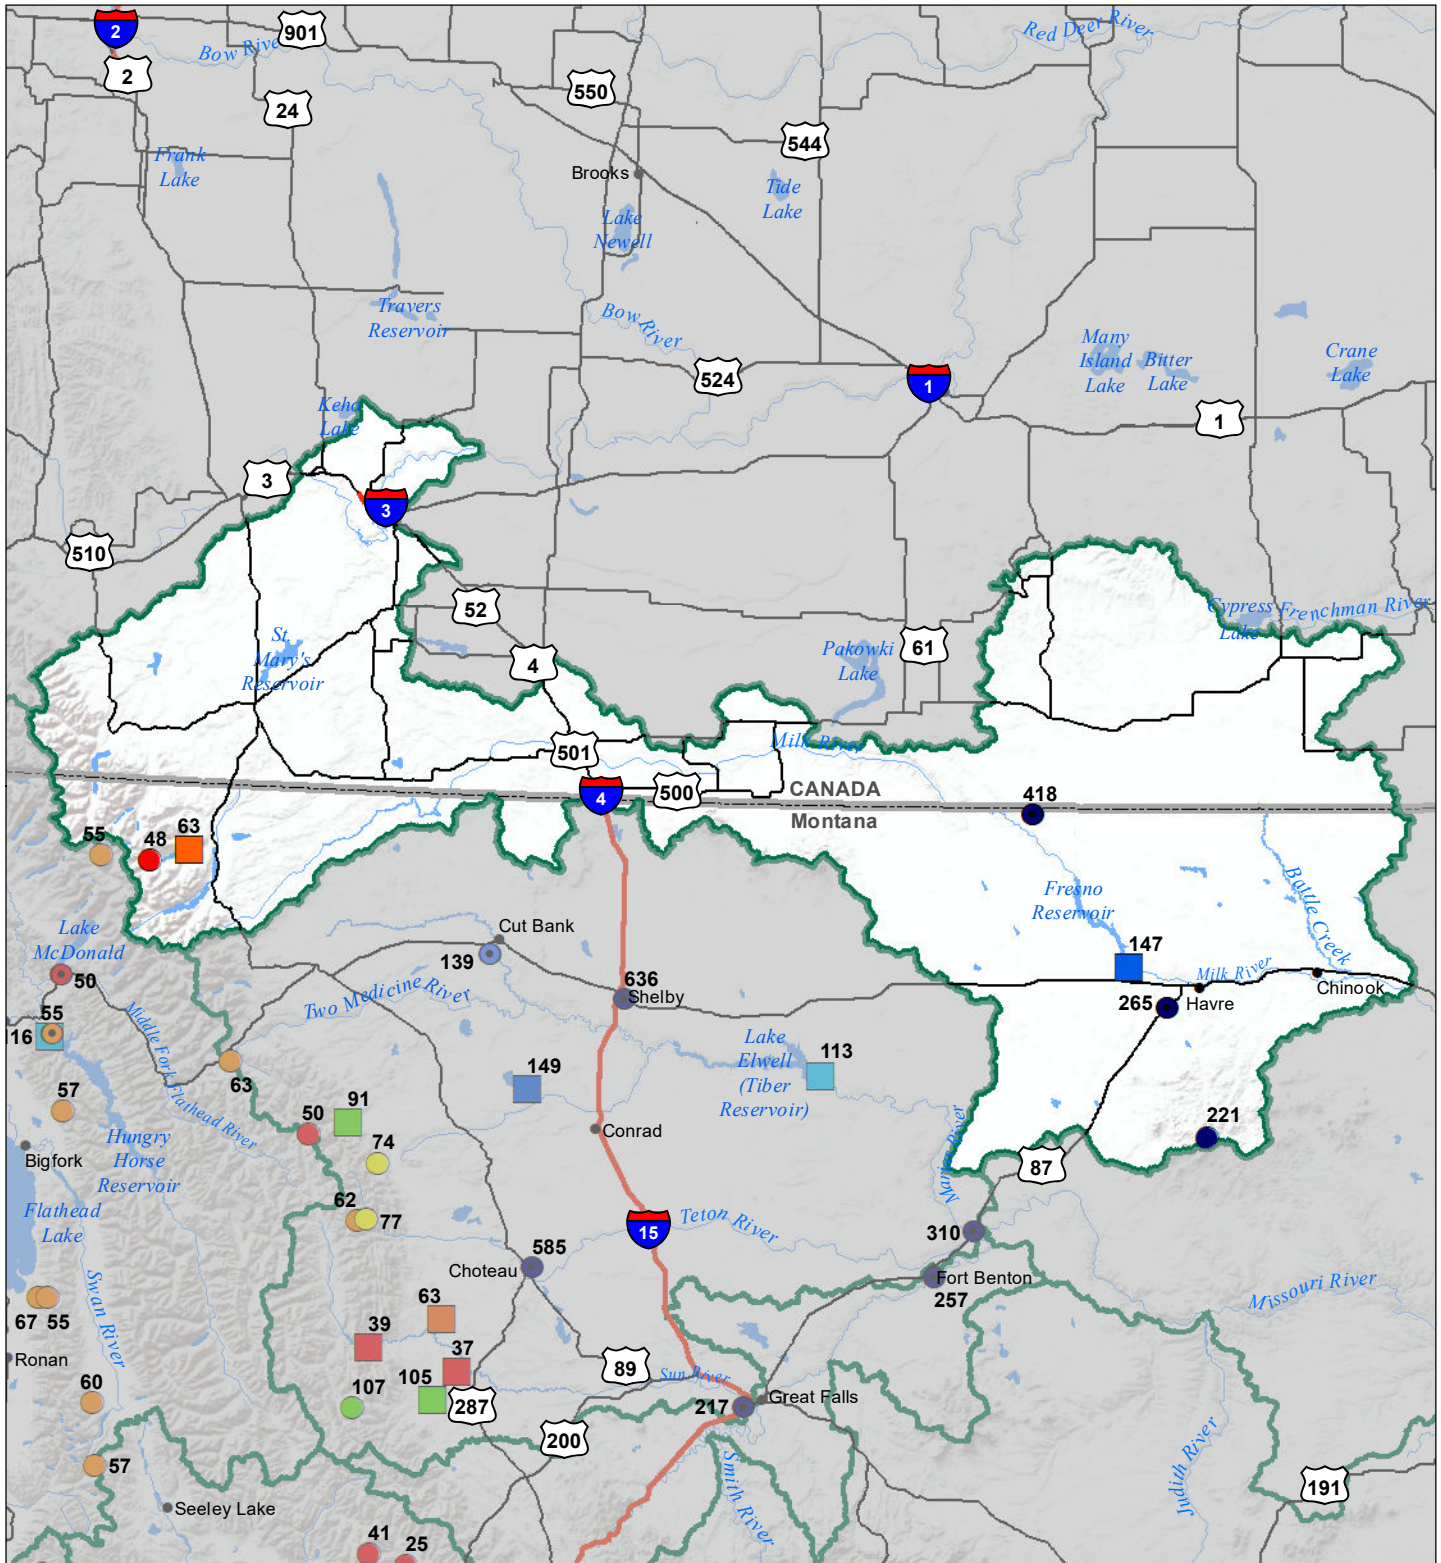 2
901
Bow River
Red Deer River
2
24
550
544
Frank
Lake
Brooks
Tide
Lake
Lake
Newell
Travers
Reservoir
Bow River
Many
Island
Lake
Bitter
Lake
Crane
Lake
524
1
1
Keho
Lake
3
3
510
52
Cypress
Lake
Frenchman River
St.
Mary's
Reservoir
4
Pakowki
Lake
61
501
Milk River
4
500
CANADA
Montana
418
55
48
63
Fresno
Reservoir
Battle Creek
Lake
McDonald
50
Cut Bank
139
147
Milk River
Chinook
Havre
265
636
Shelby
Two Medicine River
Middle Fork Flathead River
55
116
57
63
149
Lake
Elwell
(Tiber
Reservoir)
113
91
50
74
Conrad
Marias River
221
87
Bigfork
Hungry
Horse
Reservoir
62
77
Flathead
Lake
15
Teton River
310
585
Choteau
Fort Benton
257
Missouri River
Swan River
67
55
63
39
37
Ronan
89
Sun River
60
105
107
287
Great Falls
217
200
57
Smith River
Judith River
191
Seeley Lake
41
25